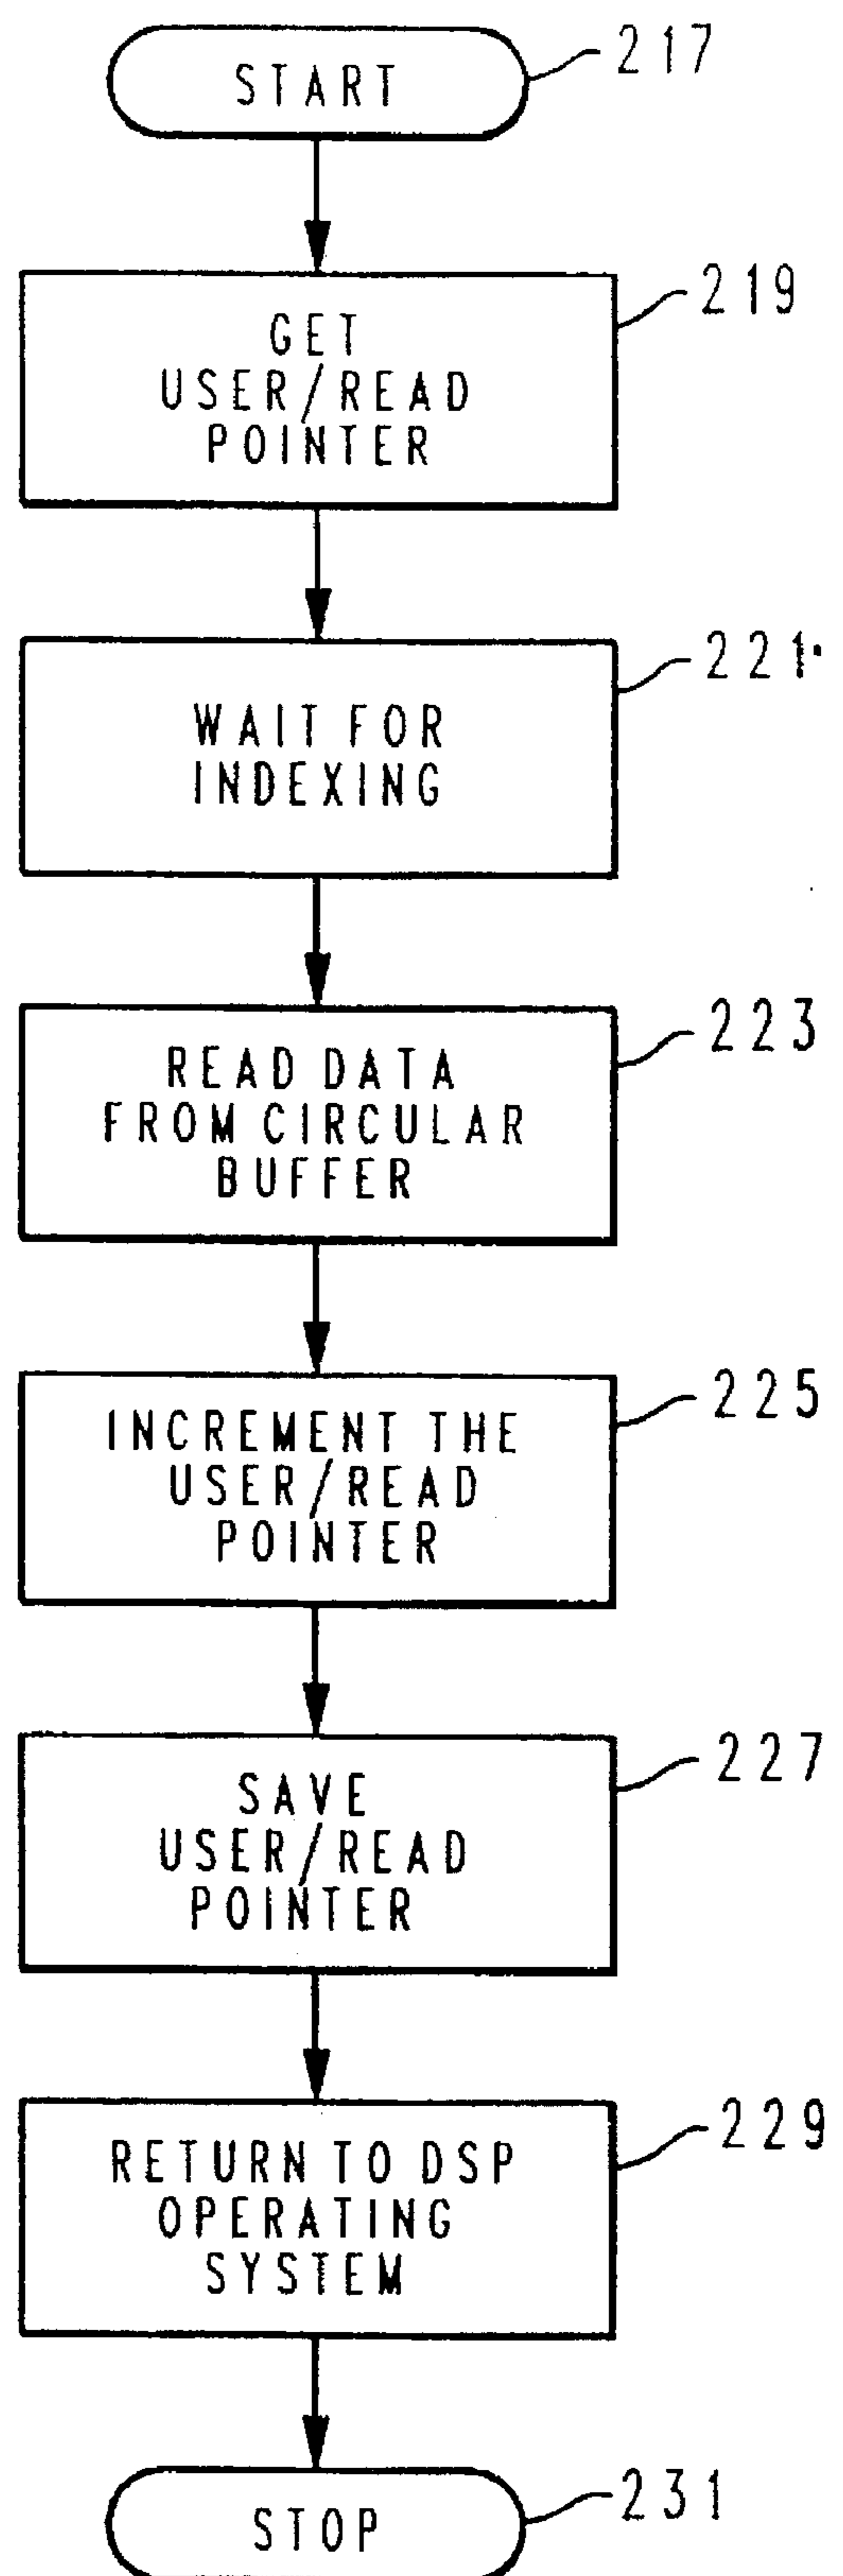 START
217
GET
USER/READ
POINTER
219
WAIT FOR
INDEXING
221
READ DATA
FROM CIRCULAR
BUFFER
223
INCREMENT THE
USER/READ
POINTER
225
SAVE
USER/READ
POINTER
227
RETURN TO DSP
OPERATING
SYSTEM
229
STOP
231